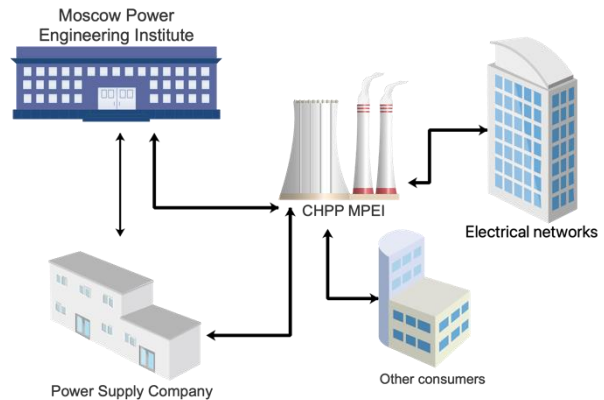 Moscow Power
Engineering Institute
CHPP MPEI
Electrical networks
Power Supply Company
Other consumers